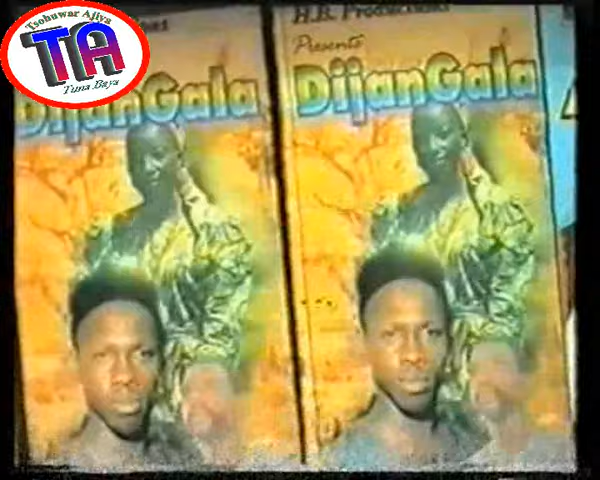 Tsohuwar Ajiya
TA
Tuna Baya
DijanGala
H.B. Productions
Presents
DijanGala